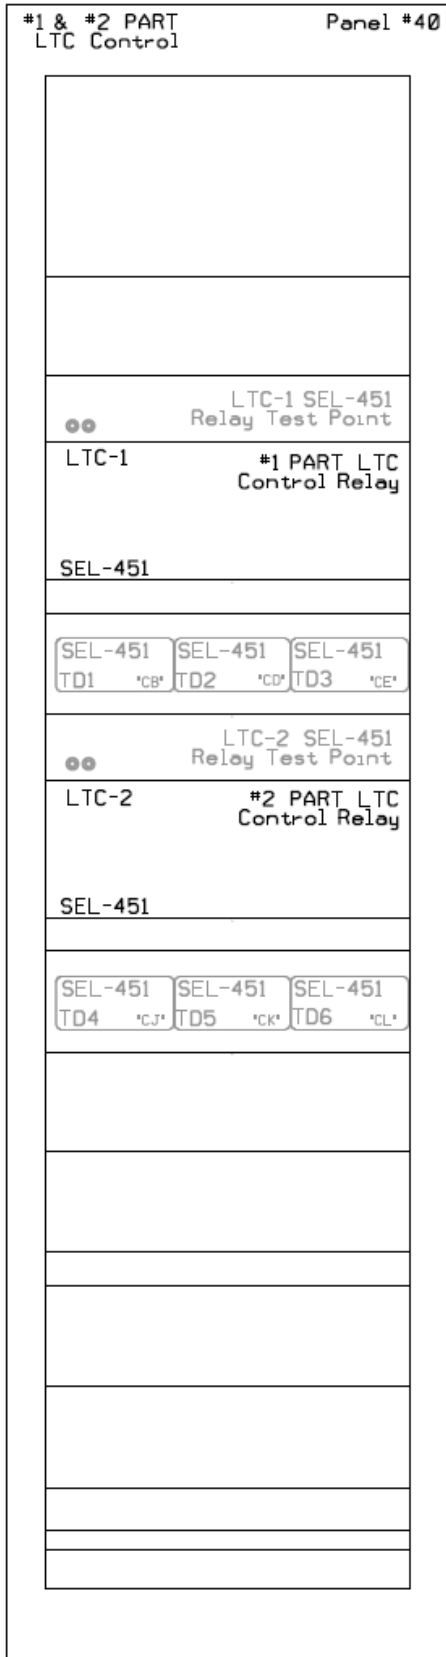 #1 & #2 PART Panel #40
LTC Control
LTC-1 SEL-451
Relay Test Point
LTC-1 #1 PART LTC
Control Relay
SEL-451
SEL-451 SEL-451 SEL-451
TD1 "CB" TD2 "CD" TD3 "CE"
LTC-2 SEL-451
Relay Test Point
LTC-2 #2 PART LTC
Control Relay
SEL-451
SEL-451 SEL-451 SEL-451
TD4 "CJ" TD5 "CK" TD6 "CL"